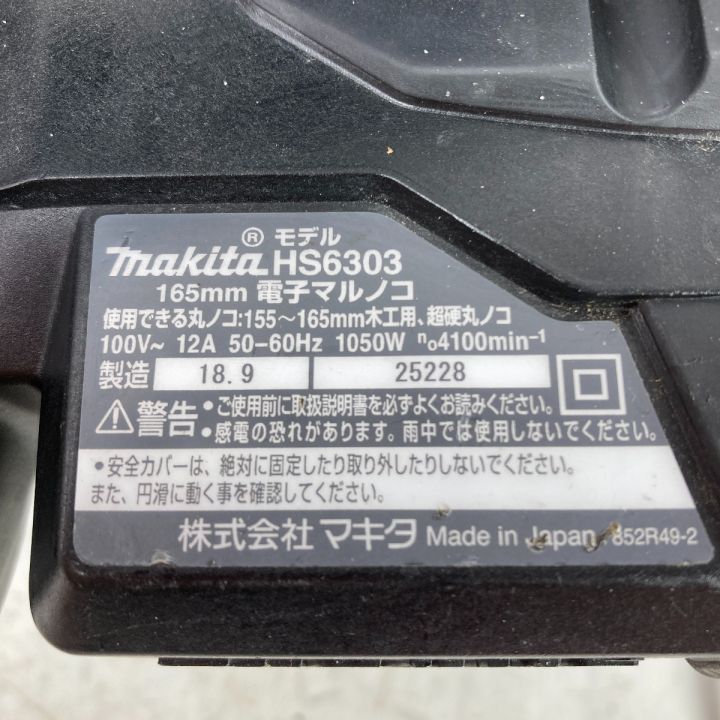 ® モデル
makita HS6303
165mm 電子マルノコ
使用できる丸ノコ:155~165mm木工用、超硬丸ノコ
100V~ 12A 50-60Hz 1050W n₀4100min⁻¹
製造 18.9 25228
警告 •ご使用前に取扱説明書を必ずよくお読みください。
•感電の恐れがあります。雨中では使用しないでください。
•安全カバーは、絶対に固定したり取り外したりしないでください。
また、円滑に動く事を確認してください。
株式会社 マキタ Made in Japan 852R49-2